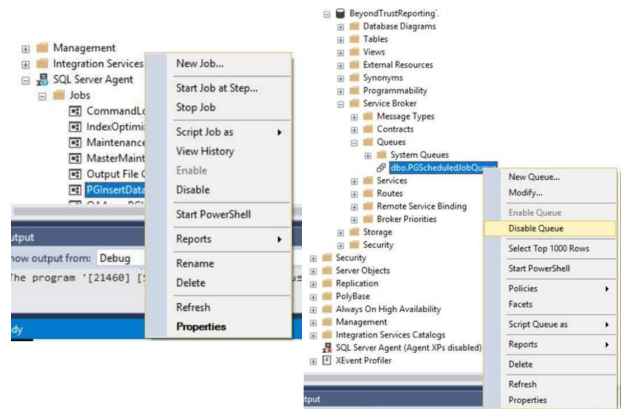 Management
Integration Services
SQL Server Agent
Jobs
CommandLo
IndexOptimi
Maintenance
MasterMaint
Output File C
PGInsertData
New Job...
Start Job at Step...
Stop Job
Script Job as
View History
Enable
Disable
Start PowerShell
Reports
Rename
Delete
Refresh
Properties
utput
how output from: Debug
The program '[21460] [S
us
dy
BeyondTrustReporting'.
Database Diagrams
Tables
Views
External Resources
Synonyms
Programmability
Service Broker
Message Types
Contracts
Queues
System Queues
dbo.PGScheduledJobQueue
Services
Routes
Remote Service Binding
Broker Priorities
Storage
Security
Security
Server Objects
Replication
PolyBase
Always On High Availability
Management
Integration Services Catalogs
SQL Server Agent (Agent XPs disabled)
XEvent Profiler
New Queue...
Modify...
Enable Queue
Disable Queue
Select Top 1000 Rows
Start PowerShell
Policies
Facets
Script Queue as
Reports
Delete
Refresh
Properties
tput